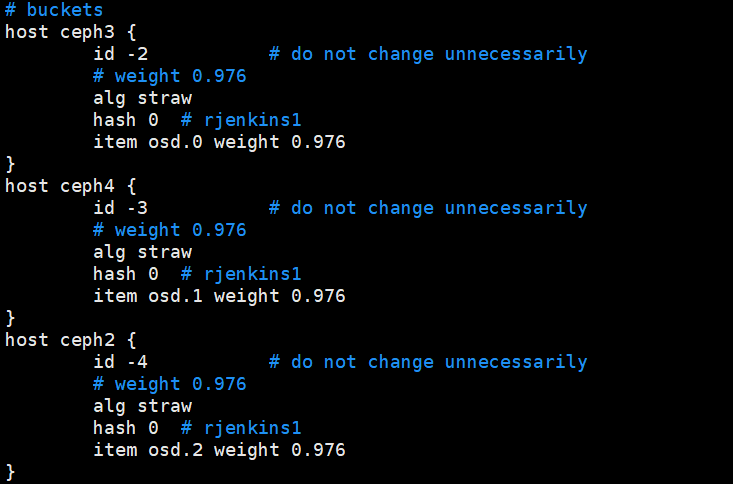 # buckets
host ceph3 {
        id -2           # do not change unnecessarily
        # weight 0.976
        alg straw
        hash 0  # rjenkins1
        item osd.0 weight 0.976
}
host ceph4 {
        id -3           # do not change unnecessarily
        # weight 0.976
        alg straw
        hash 0  # rjenkins1
        item osd.1 weight 0.976
}
host ceph2 {
        id -4           # do not change unnecessarily
        # weight 0.976
        alg straw
        hash 0  # rjenkins1
        item osd.2 weight 0.976
}